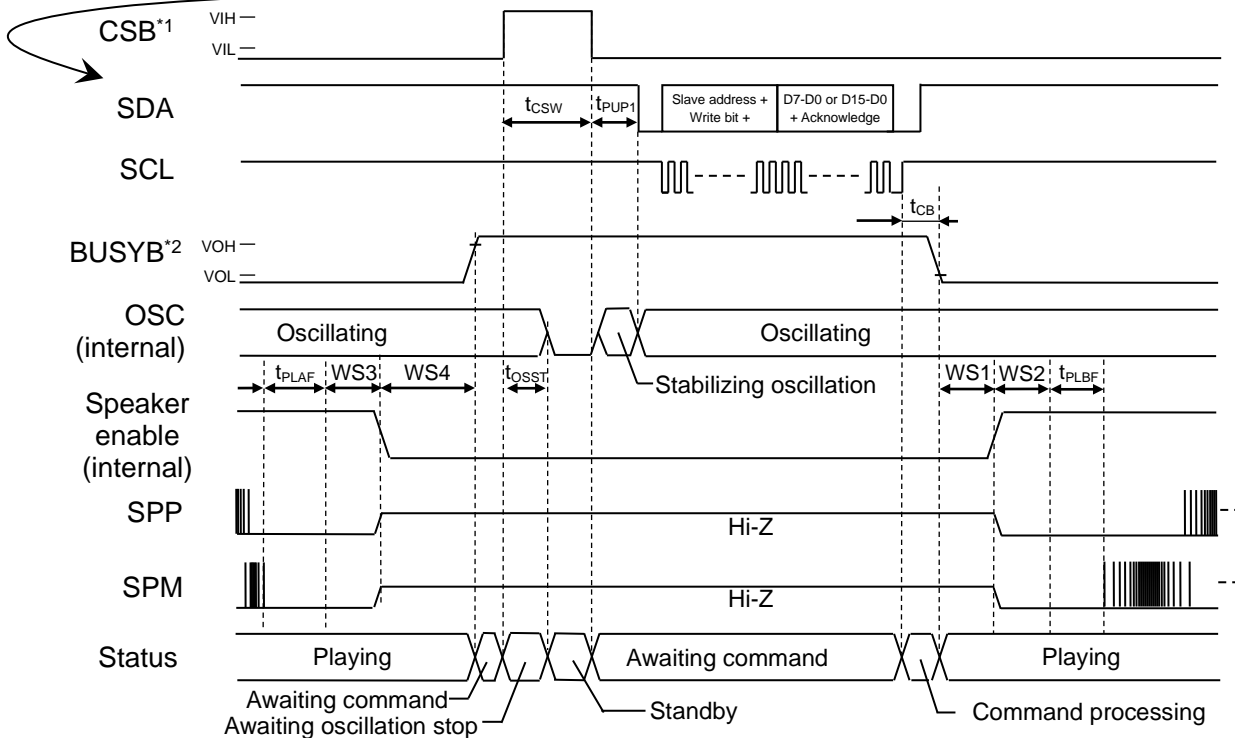 CSB*1
VIH
VIL
SDA
tCSW
tPUP1
Slave address +
Write bit +
D7-D0 or D15-D0
+ Acknowledge
SCL
tCB
BUSYB*2
VOH
VOL
OSC
(internal)
Oscillating
Oscillating
Stabilizing oscillation
tPLAF
WS3
WS4
tOSST
WS1
WS2
tPLBF
Speaker
enable
(internal)
SPP
Hi-Z
SPM
Hi-Z
Status
Playing
Awaiting command
Playing
Awaiting command
Awaiting oscillation stop
Standby
Command processing